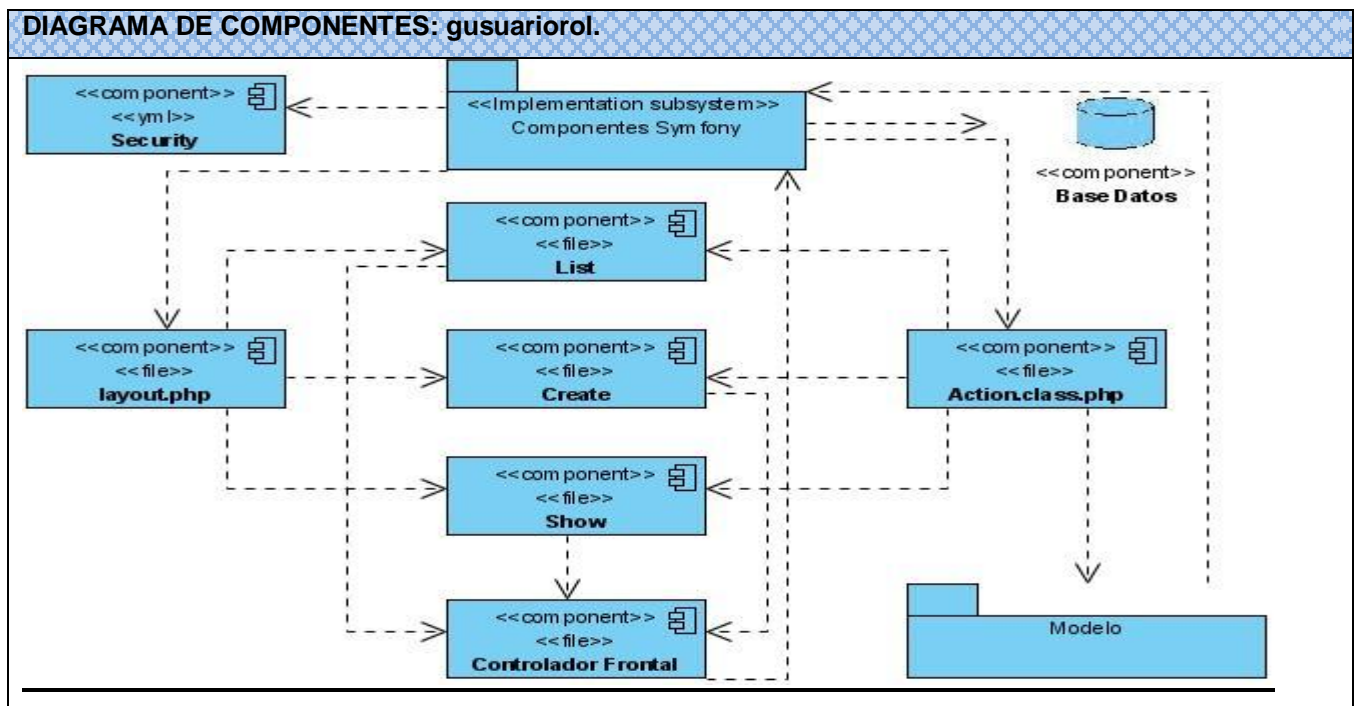 DIAGRAMA DE COMPONENTES: gusuariorol.
<<component>>
<<yml>>
Security
<<Implementation subsystem>>
Componentes Symfony
<<component>>
Base Datos
<<component>>
<<file>>
List
<<component>>
<<file>>
layout.php
<<component>>
<<file>>
Create
<<component>>
<<file>>
Action.class.php
<<component>>
<<file>>
Show
<<component>>
<<file>>
Controlador Frontal
Modelo